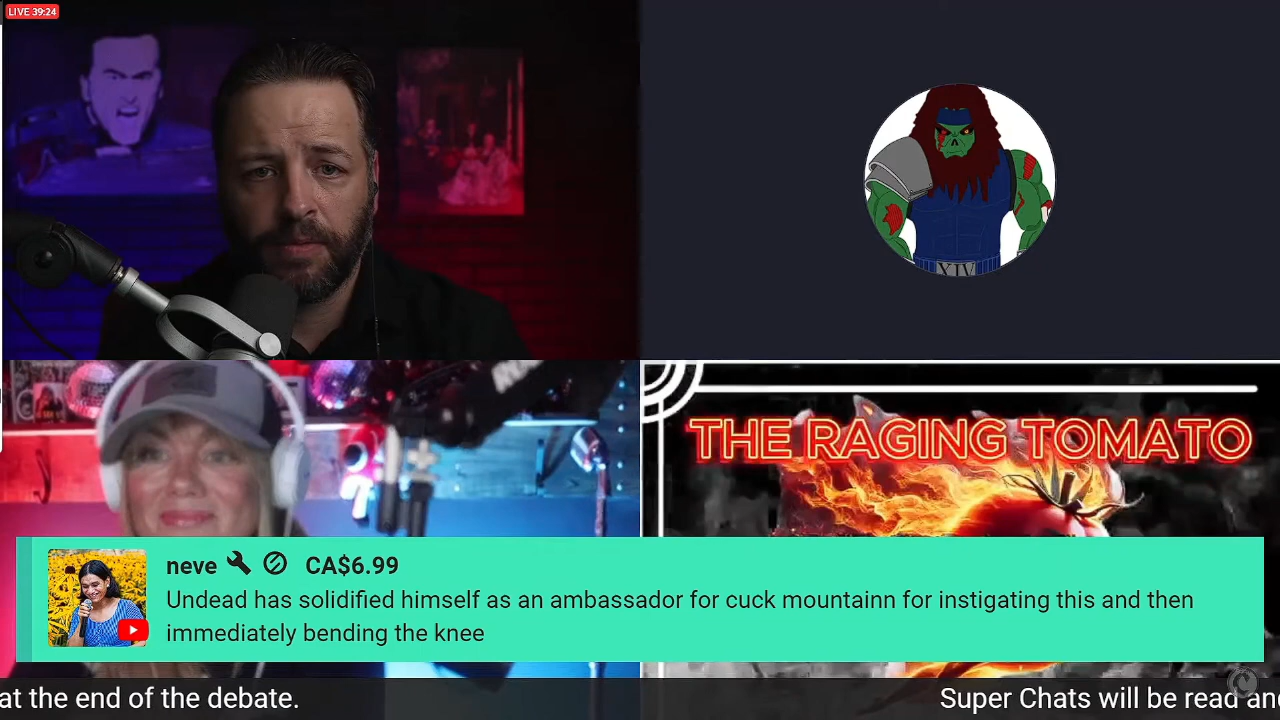 LIVE 39:24
XIV
THE RAGING TOMATO
neve CA$6.99
Undead has solidified himself as an ambassador for cuck mountainn for instigating this and then
immediately bending the knee
at the end of the debate.
Super Chats will be read and